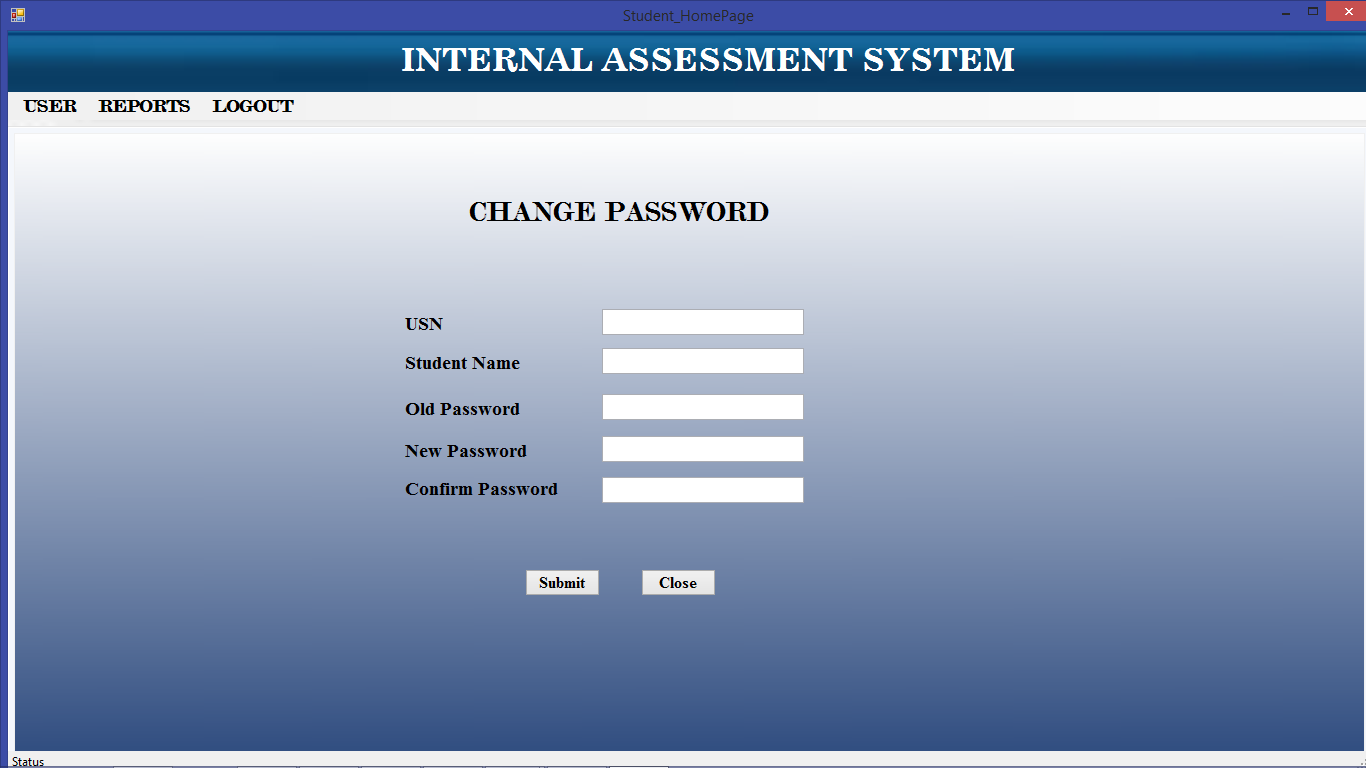 Student_HomePage
INTERNAL ASSESSMENT SYSTEM
USER REPORTS LOGOUT
CHANGE PASSWORD
USN
Student Name
Old Password
New Password
Confirm Password
Submit Close
Status